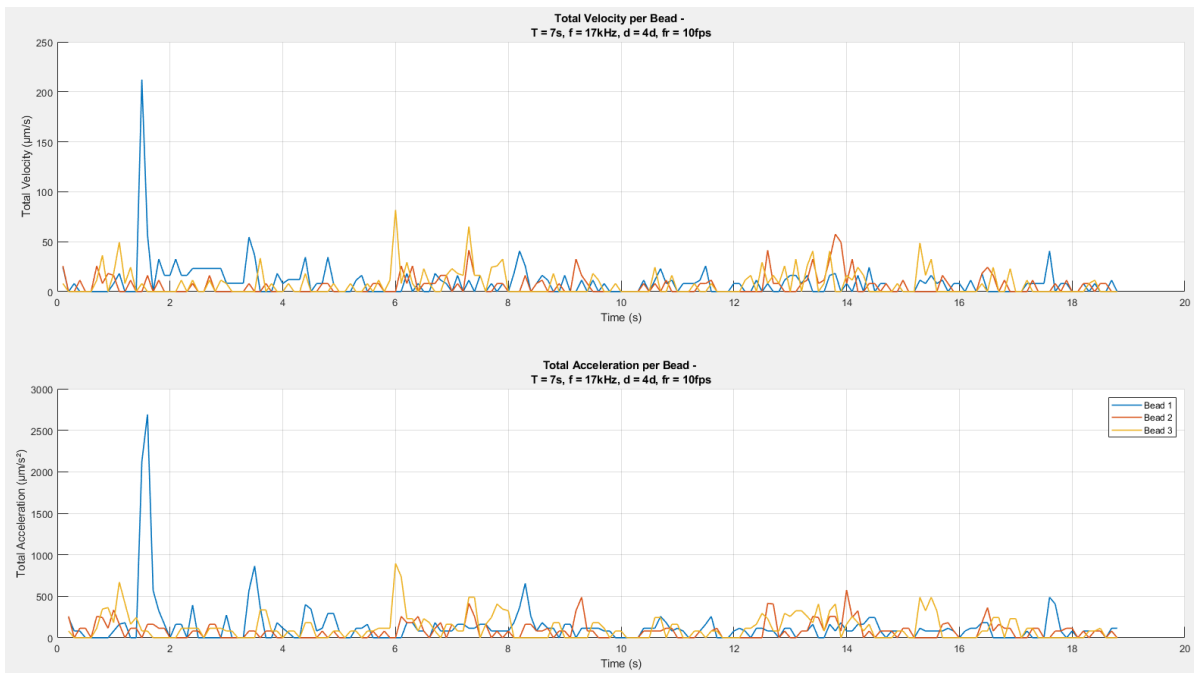 Total Velocity per Bead -
T = 7s, f = 17kHz, d = 4d, fr = 10fps
250
200
150
100
50
0
Total Velocity (µm/s)
0 2 4 6 8 10 12 14 16 18 20
Time (s)
Total Acceleration per Bead -
T = 7s, f = 17kHz, d = 4d, fr = 10fps
3000
2500
2000
1500
1000
500
0
Total Acceleration (µm/s²)
Bead 1
Bead 2
Bead 3
0 2 4 6 8 10 12 14 16 18 20
Time (s)